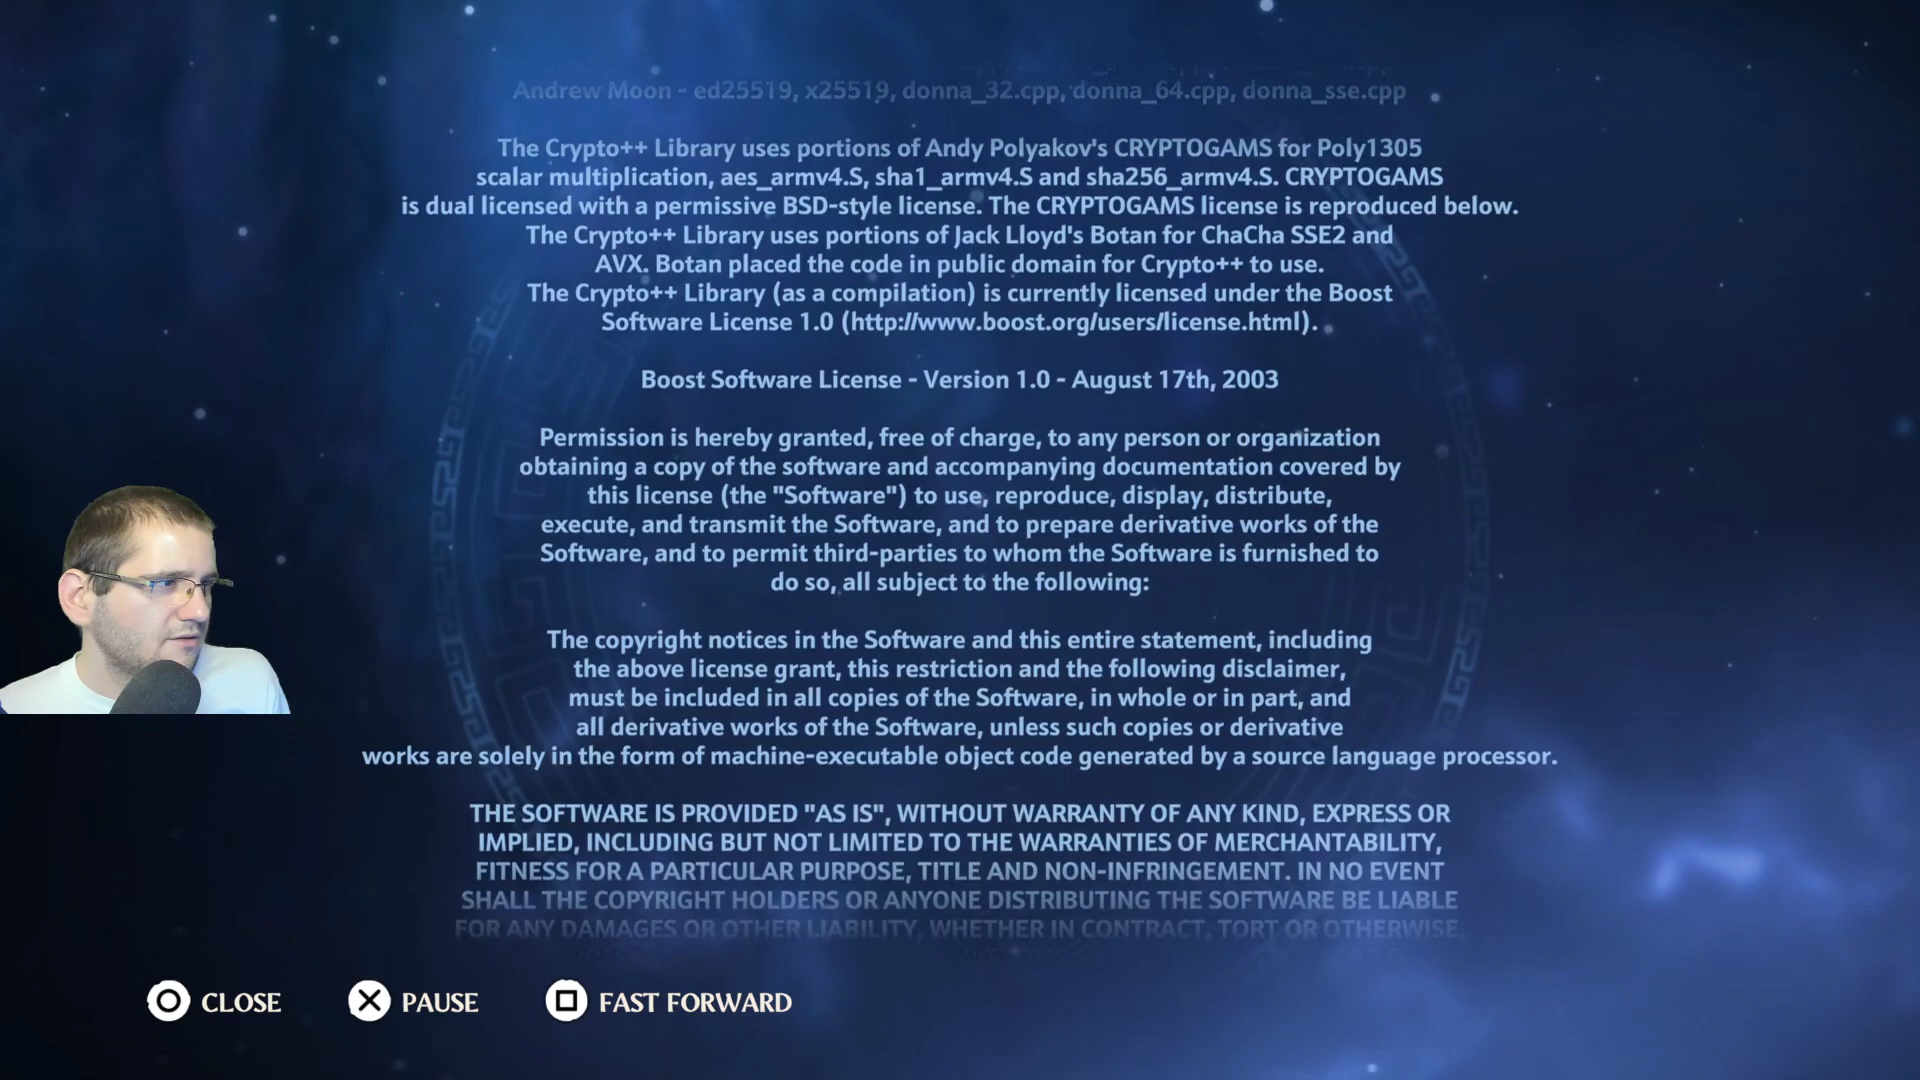 Andrew Moon - ed25519, x25519, donna_32.cpp, donna_64.cpp, donna_sse.cpp
The Crypto++ Library uses portions of Andy Polyakov's CRYPTOGAMS for Poly1305
scalar multiplication, aes_armv4.S, sha1_armv4.S and sha256_armv4.S. CRYPTOGAMS
is dual licensed with a permissive BSD-style license. The CRYPTOGAMS license is reproduced below.
The Crypto++ Library uses portions of Jack Lloyd's Botan for ChaCha SSE2 and
AVX. Botan placed the code in public domain for Crypto++ to use.
The Crypto++ Library (as a compilation) is currently licensed under the Boost
Software License 1.0 (http://www.boost.org/users/license.html).
Boost Software License - Version 1.0 - August 17th, 2003
Permission is hereby granted, free of charge, to any person or organization
obtaining a copy of the software and accompanying documentation covered by
this license (the "Software") to use, reproduce, display, distribute,
execute, and transmit the Software, and to prepare derivative works of the
Software, and to permit third-parties to whom the Software is furnished to
do so, all subject to the following:
The copyright notices in the Software and this entire statement, including
the above license grant, this restriction and the following disclaimer,
must be included in all copies of the Software, in whole or in part, and
all derivative works of the Software, unless such copies or derivative
works are solely in the form of machine-executable object code generated by a source language processor.
THE SOFTWARE IS PROVIDED "AS IS", WITHOUT WARRANTY OF ANY KIND, EXPRESS OR
IMPLIED, INCLUDING BUT NOT LIMITED TO THE WARRANTIES OF MERCHANTABILITY,
FITNESS FOR A PARTICULAR PURPOSE, TITLE AND NON-INFRINGEMENT. IN NO EVENT
SHALL THE COPYRIGHT HOLDERS OR ANYONE DISTRIBUTING THE SOFTWARE BE LIABLE
FOR ANY DAMAGES OR OTHER LIABILITY, WHETHER IN CONTRACT, TORT OR OTHERWISE,
CLOSE PAUSE FAST FORWARD